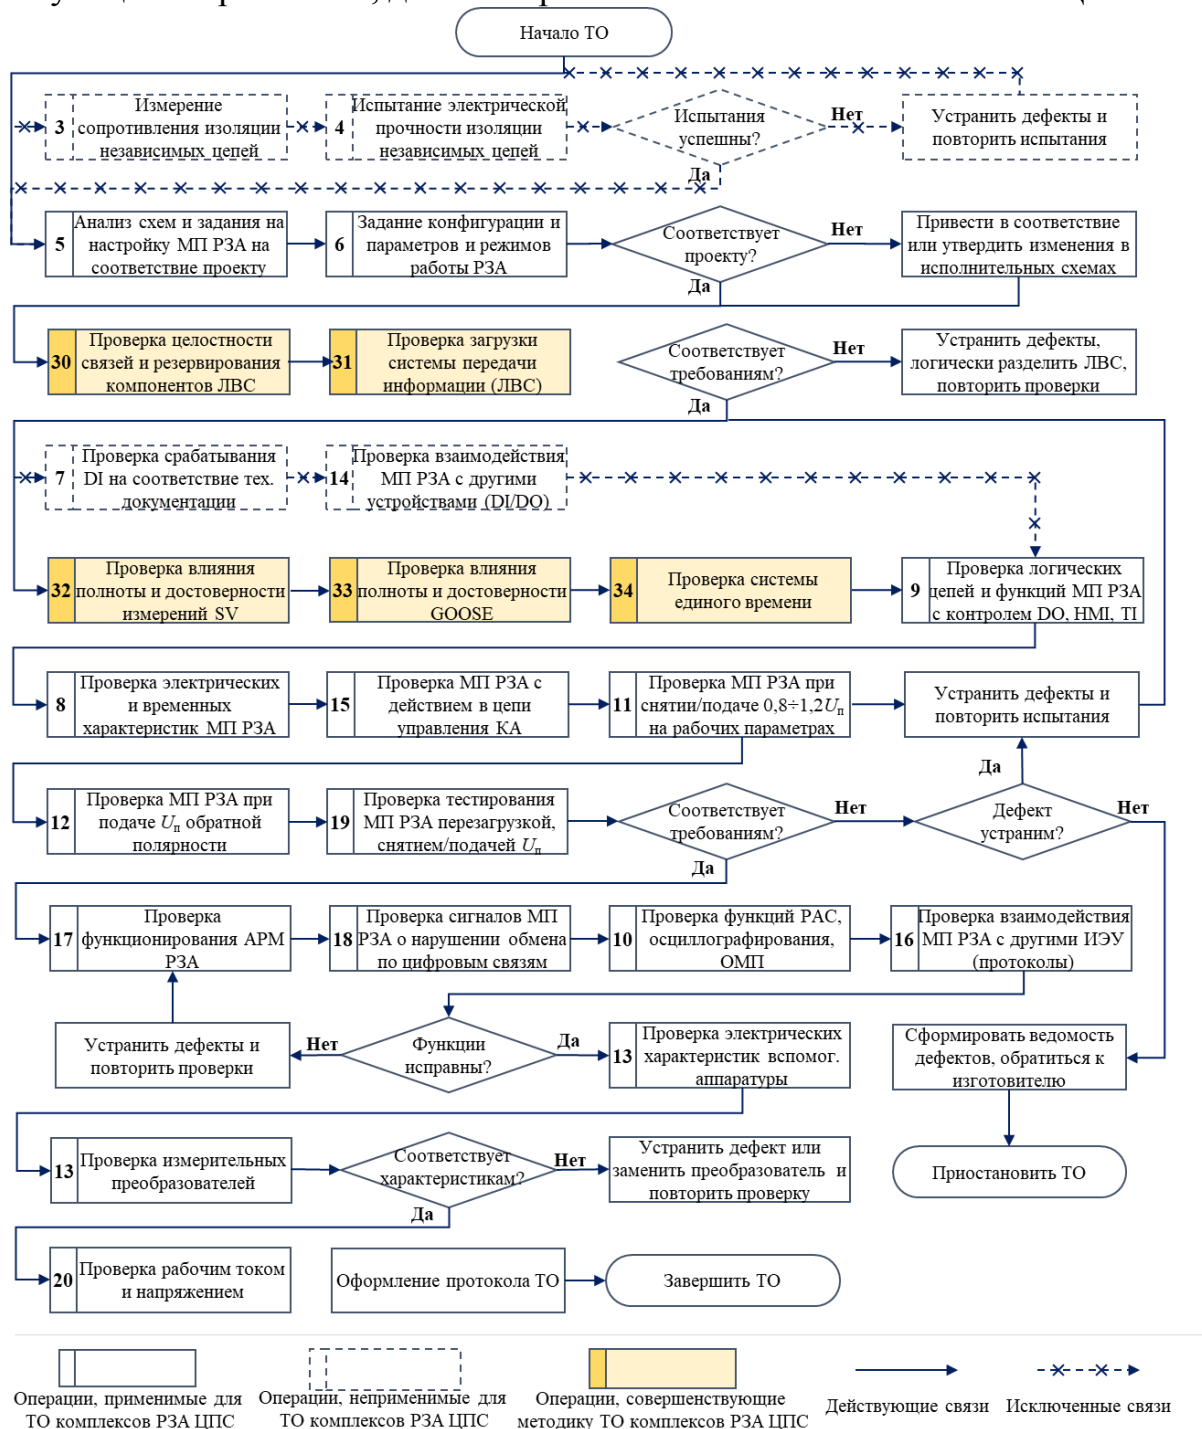 Начало ТО
3
Измерение
сопротивления изоляции
независимых цепей
4
Испытание электрической
прочности изоляции
независимых цепей
Испытания
успешны?
Нет
Устранить дефекты и
повторить испытания
Да
5
Анализ схем и задания на
настройку МП РЗА на
соответствие проекту
6
Задание конфигурации и
параметров и режимов
работы РЗА
Соответствует
проекту?
Нет
Привести в соответствие
или утвердить изменения в
исполнительных схемах
Да
30
Проверка целостности
связей и резервирования
компонентов ЛВС
31
Проверка загрузки
системы передачи
информации (ЛВС)
Соответствует
требованиям?
Нет
Устранить дефекты,
логически разделить ЛВС,
повторить проверки
Да
7
Проверка срабатывания
DI на соответствие тех.
документации
14
Проверка взаимодействия
МП РЗА с другими
устройствами (DI/DO)
32
Проверка влияния
полноты и достоверности
измерений SV
33
Проверка влияния
полноты и достоверности
GOOSE
34
Проверка системы
единого времени
9
Проверка логических
цепей и функций МП РЗА
с контролем DO, HMI, TI
8
Проверка электрических
и временных
характеристик МП РЗА
15
Проверка МП РЗА с
действием в цепи
управления КА
11
Проверка МП РЗА при
снятии/подаче 0,8÷1,2Uп
на рабочих параметрах
Устранить дефекты и
повторить испытания
Да
12
Проверка МП РЗА при
подаче Uп обратной
полярности
19
Проверка тестирования
МП РЗА перезагрузкой,
снятием/подачей Uп
Соответствует
требованиям?
Нет
Дефект
устраним?
Нет
Да
17
Проверка
функционирования АРМ
РЗА
18
Проверка сигналов МП
РЗА о нарушении обмена
по цифровым связям
10
Проверка функций РАС,
осциллографирования,
ОМП
16
Проверка взаимодействия
МП РЗА с другими ИЭУ
(протоколы)
Устранить дефекты и
повторить проверки
Нет
Функции
исправны?
Да
13
Проверка электрических
характеристик вспомог.
аппаратуры
Сформировать ведомость
дефектов, обратиться к
изготовителю
13
Проверка измерительных
преобразователей
Соответствует
характеристикам?
Нет
Устранить дефект или
заменить преобразователь и
повторить проверку
Приостановить ТО
Да
20
Проверка рабочим током
и напряжением
Оформление протокола ТО
Завершить ТО
Операции, применимые для
ТО комплексов РЗА ЦПС
Операции, неприменимые для
ТО комплексов РЗА ЦПС
Операции, совершенствующие
методику ТО комплексов РЗА ЦПС
Действующие связи
Исключенные связи